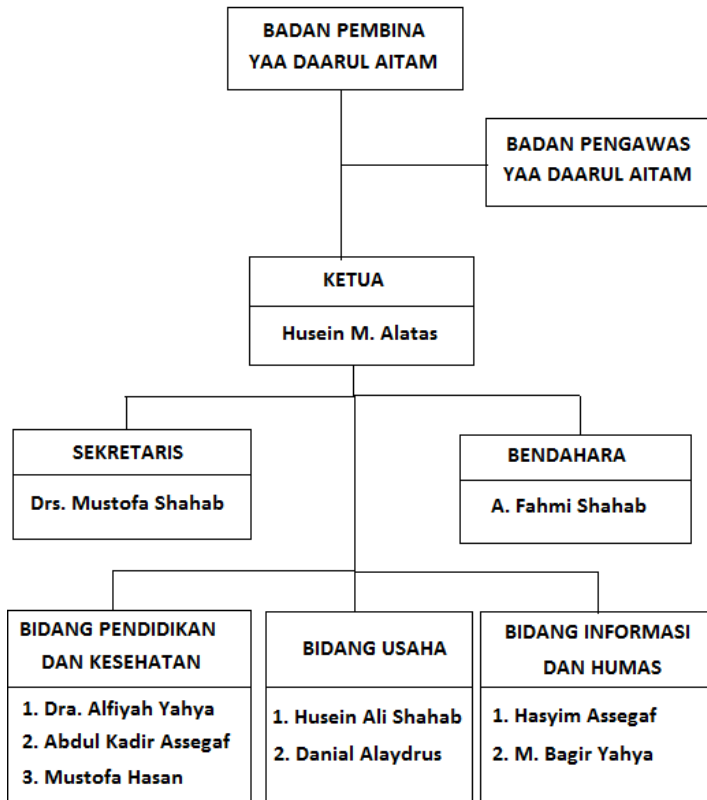 BADAN PEMBINA
YAA DAARUL AITAM
BADAN PENGAWAS
YAA DAARUL AITAM
KETUA
Husein M. Alatas
SEKRETARIS
Drs. Mustofa Shahab
BENDAHARA
A. Fahmi Shahab
BIDANG PENDIDIKAN
DAN KESEHATAN
1. Dra. Alfiyah Yahya
2. Abdul Kadir Assegaf
3. Mustofa Hasan
BIDANG USAHA
1. Husein Ali Shahab
2. Danial Alaydrus
BIDANG INFORMASI
DAN HUMAS
1. Hasyim Assegaf
2. M. Bagir Yahya